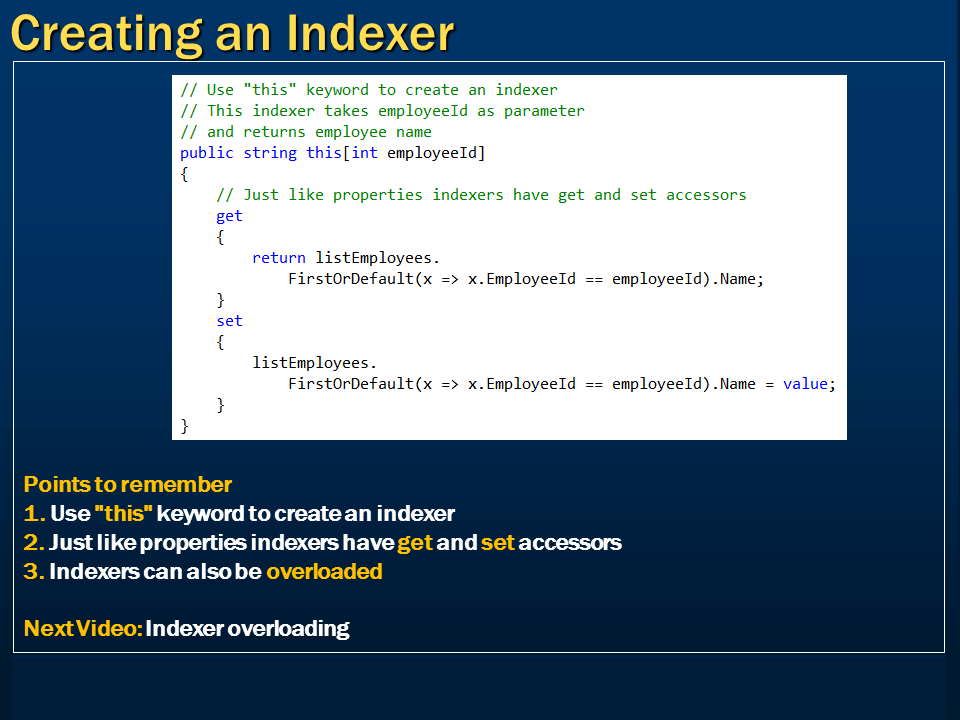 Creating an Indexer
// Use "this" keyword to create an indexer
// This indexer takes employeeId as parameter
// and returns employee name
public string this[int employeeId]
{
    // Just like properties indexers have get and set accessors
    get
    {
        return listEmployees.
            FirstOrDefault(x => x.EmployeeId == employeeId).Name;
    }
    set
    {
        listEmployees.
            FirstOrDefault(x => x.EmployeeId == employeeId).Name = value;
    }
}
Points to remember
1. Use "this" keyword to create an indexer
2. Just like properties indexers have get and set accessors
3. Indexers can also be overloaded
Next Video: Indexer overloading